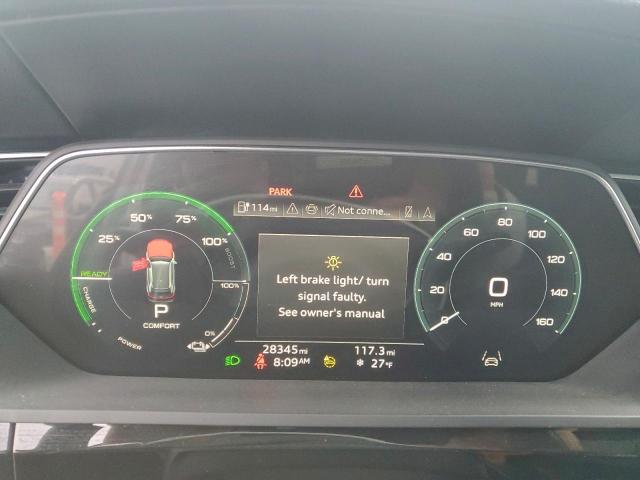 PARK
114mi
Not conne...
50%
75%
25%
100%
BOOST
READY
CHARGE
POWER
P
COMFORT
100%
0%
Left brake light/ turn
signal faulty.
See owner's manual
80
60
100
40
120
20
140
0
160
0
MPH
28345mi
117.3mi
8:09AM
27°F